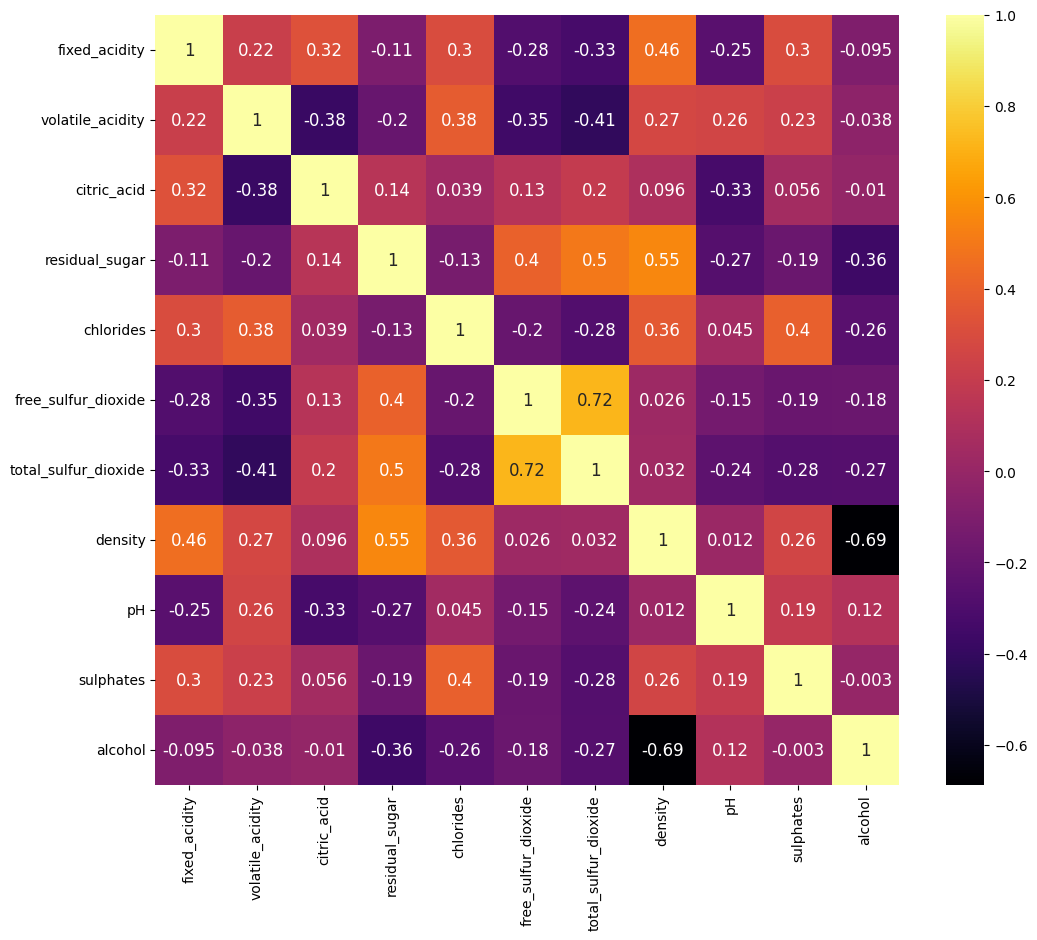 fixed_acidity 1 0.22 0.32 -0.11 0.3 -0.28 -0.33 0.46 -0.25 0.3 -0.095
volatile_acidity 0.22 1 -0.38 -0.2 0.38 -0.35 -0.41 0.27 0.26 0.23 -0.038
citric_acid 0.32 -0.38 1 0.14 0.039 0.13 0.2 0.096 -0.33 0.056 -0.01
residual_sugar -0.11 -0.2 0.14 1 -0.13 0.4 0.5 0.55 -0.27 -0.19 -0.36
chlorides 0.3 0.38 0.039 -0.13 1 -0.2 -0.28 0.36 0.045 0.4 -0.26
free_sulfur_dioxide -0.28 -0.35 0.13 0.4 -0.2 1 0.72 0.026 -0.15 -0.19 -0.18
total_sulfur_dioxide -0.33 -0.41 0.2 0.5 -0.28 0.72 1 0.032 -0.24 -0.28 -0.27
density 0.46 0.27 0.096 0.55 0.36 0.026 0.032 1 0.012 0.26 -0.69
pH -0.25 0.26 -0.33 -0.27 0.045 -0.15 -0.24 0.012 1 0.19 0.12
sulphates 0.3 0.23 0.056 -0.19 0.4 -0.19 -0.28 0.26 0.19 1 -0.003
alcohol -0.095 -0.038 -0.01 -0.36 -0.26 -0.18 -0.27 -0.69 0.12 -0.003 1
fixed_acidity
volatile_acidity
citric_acid
residual_sugar
chlorides
free_sulfur_dioxide
total_sulfur_dioxide
density
pH
sulphates
alcohol
1.0
0.8
0.6
0.4
0.2
0.0
−0.2
−0.4
−0.6